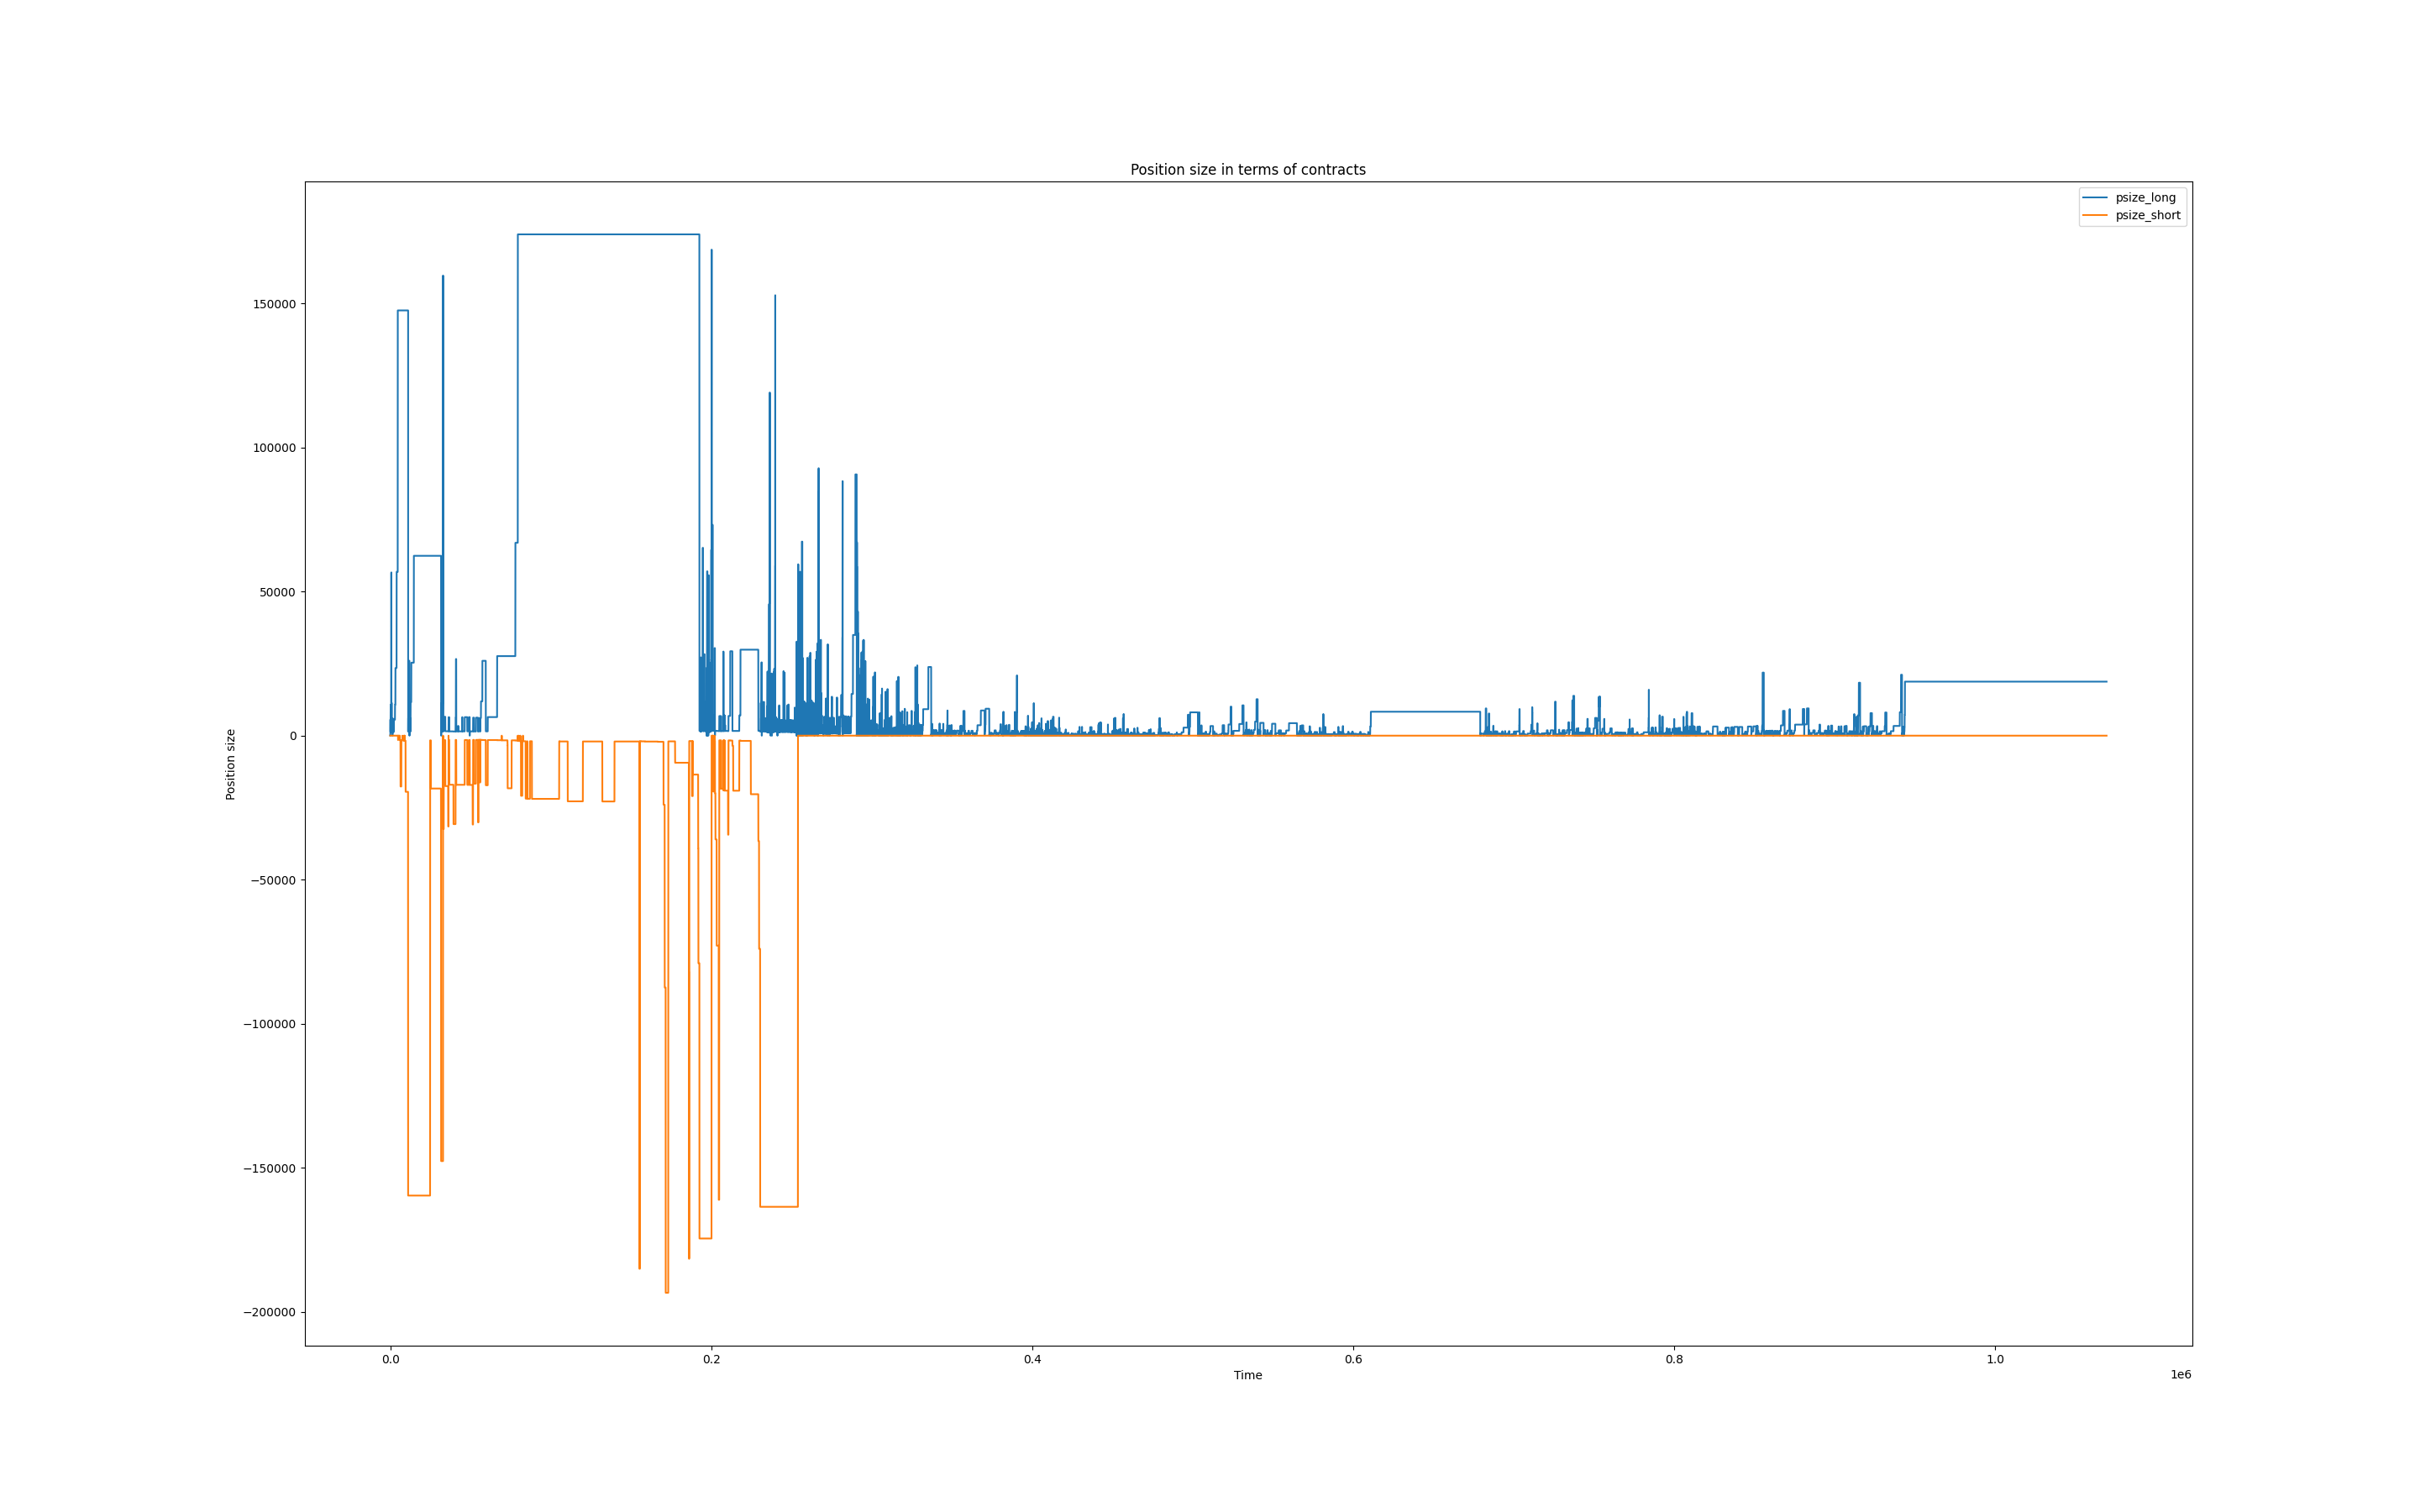 Position size in terms of contracts
psize_long
psize_short
150000
100000
50000
0
−50000
−100000
−150000
−200000
Position size
0.0
0.2
0.4
0.6
0.8
1.0
Time
1e6